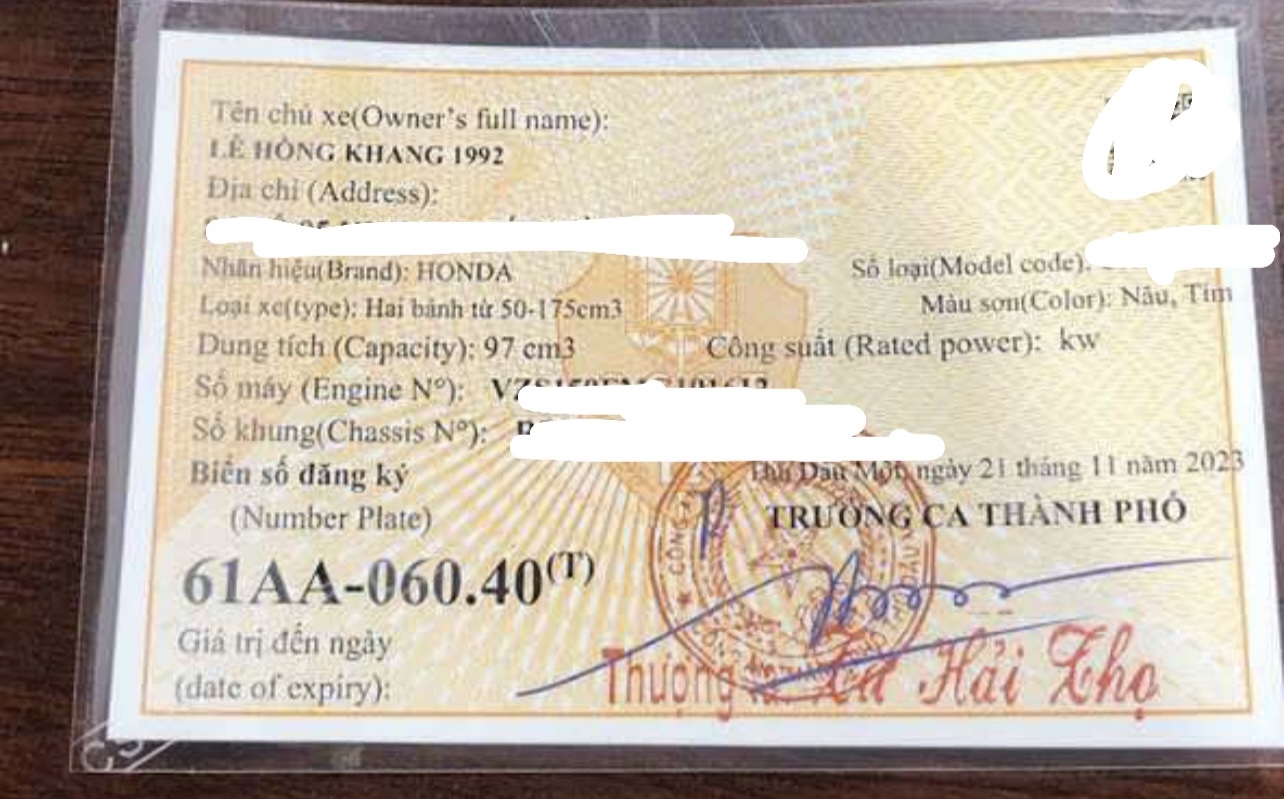 Tên chủ xe(Owner's full name):
LÊ HỒNG KHANG 1992
Địa chỉ (Address):
Nhãn hiệu(Brand): HONDA
Số loại(Model code):
Loại xe(type): Hai bánh từ 50-175cm3
Màu sơn(Color): Nâu, Tím
Dung tích (Capacity): 97 cm3
Công suất (Rated power): kw
Số máy (Engine N°):
Số khung(Chassis N°):
Biển số đăng ký
Thủ Dầu Một, ngày 21 tháng 11 năm 2023
(Number Plate)
TRƯỞNG CA THÀNH PHỐ
61AA-060.40(T)
Giá trị đến ngày
(date of expiry):
Thượng Hải Thọ
CÔNG AN